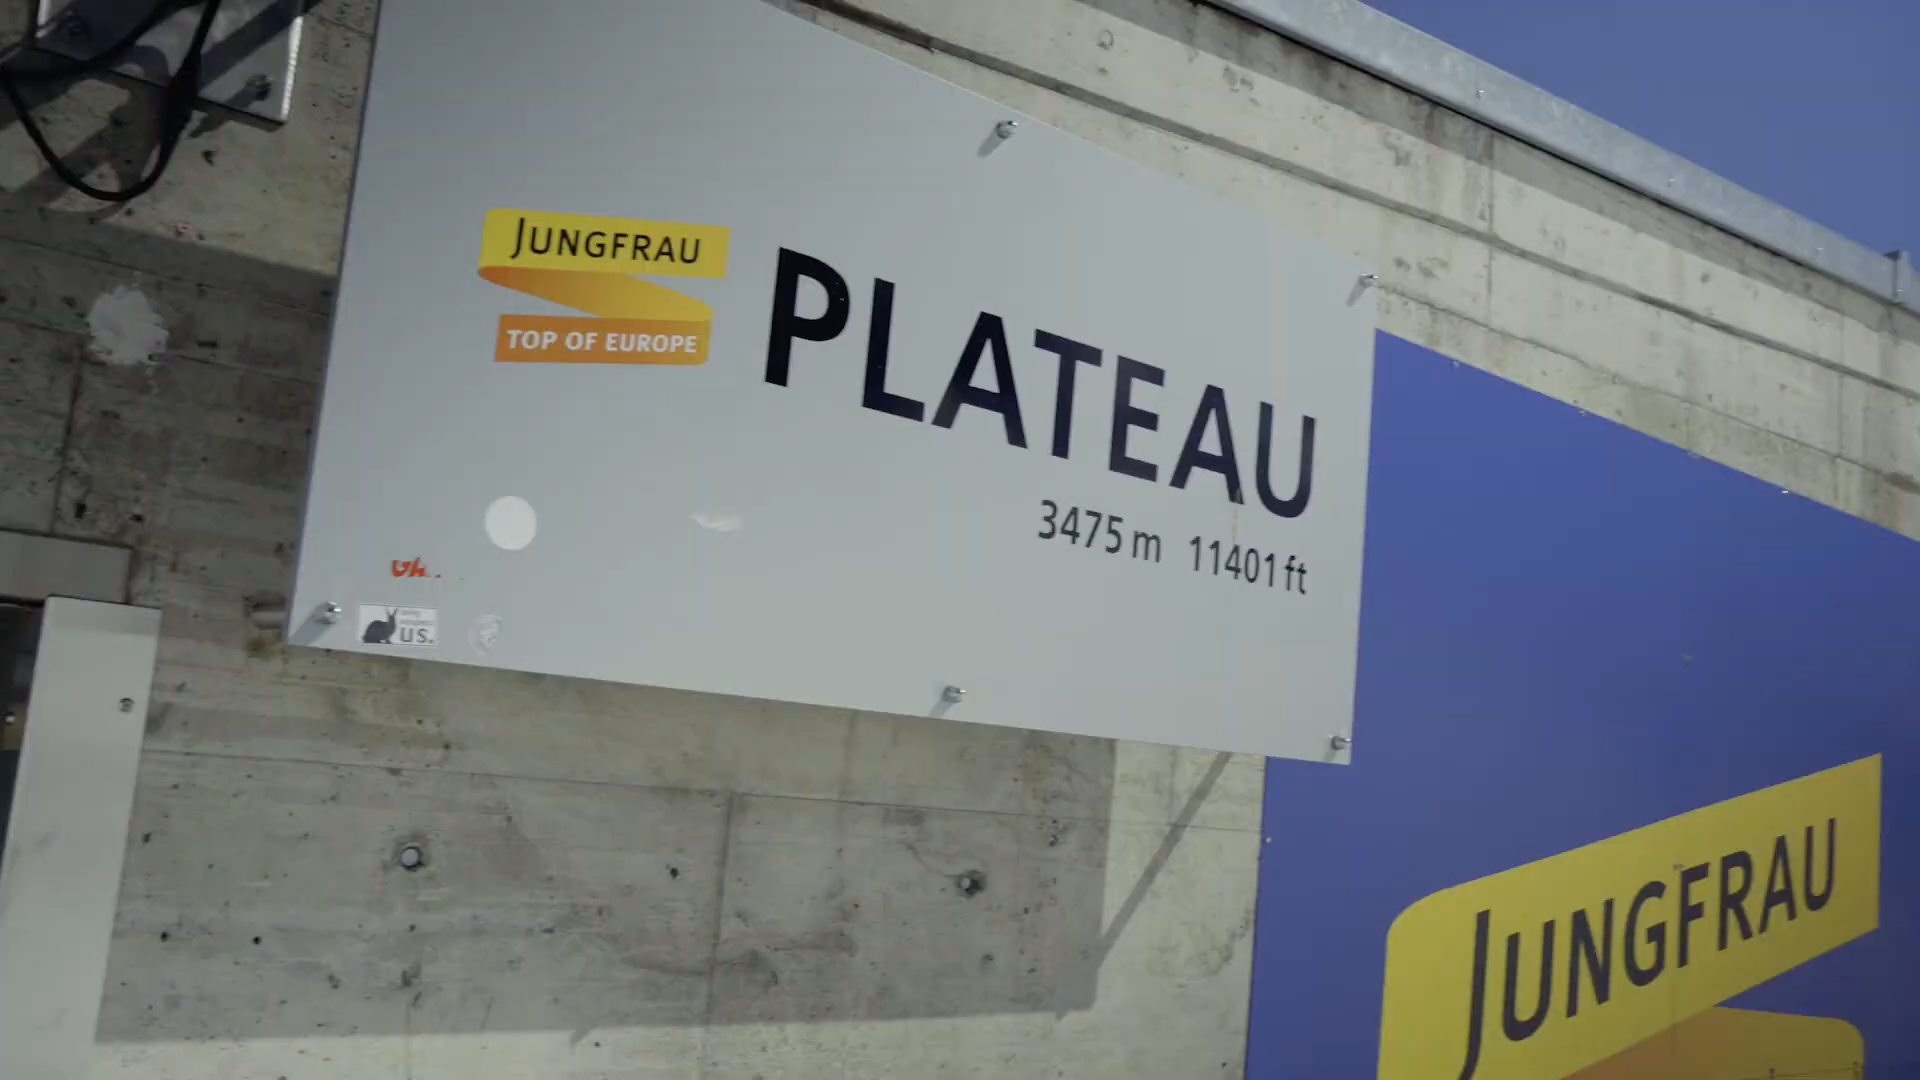 JUNGFRAU
TOP OF EUROPE
PLATEAU
3475 m 11401 ft
US.
JUNGFRAU